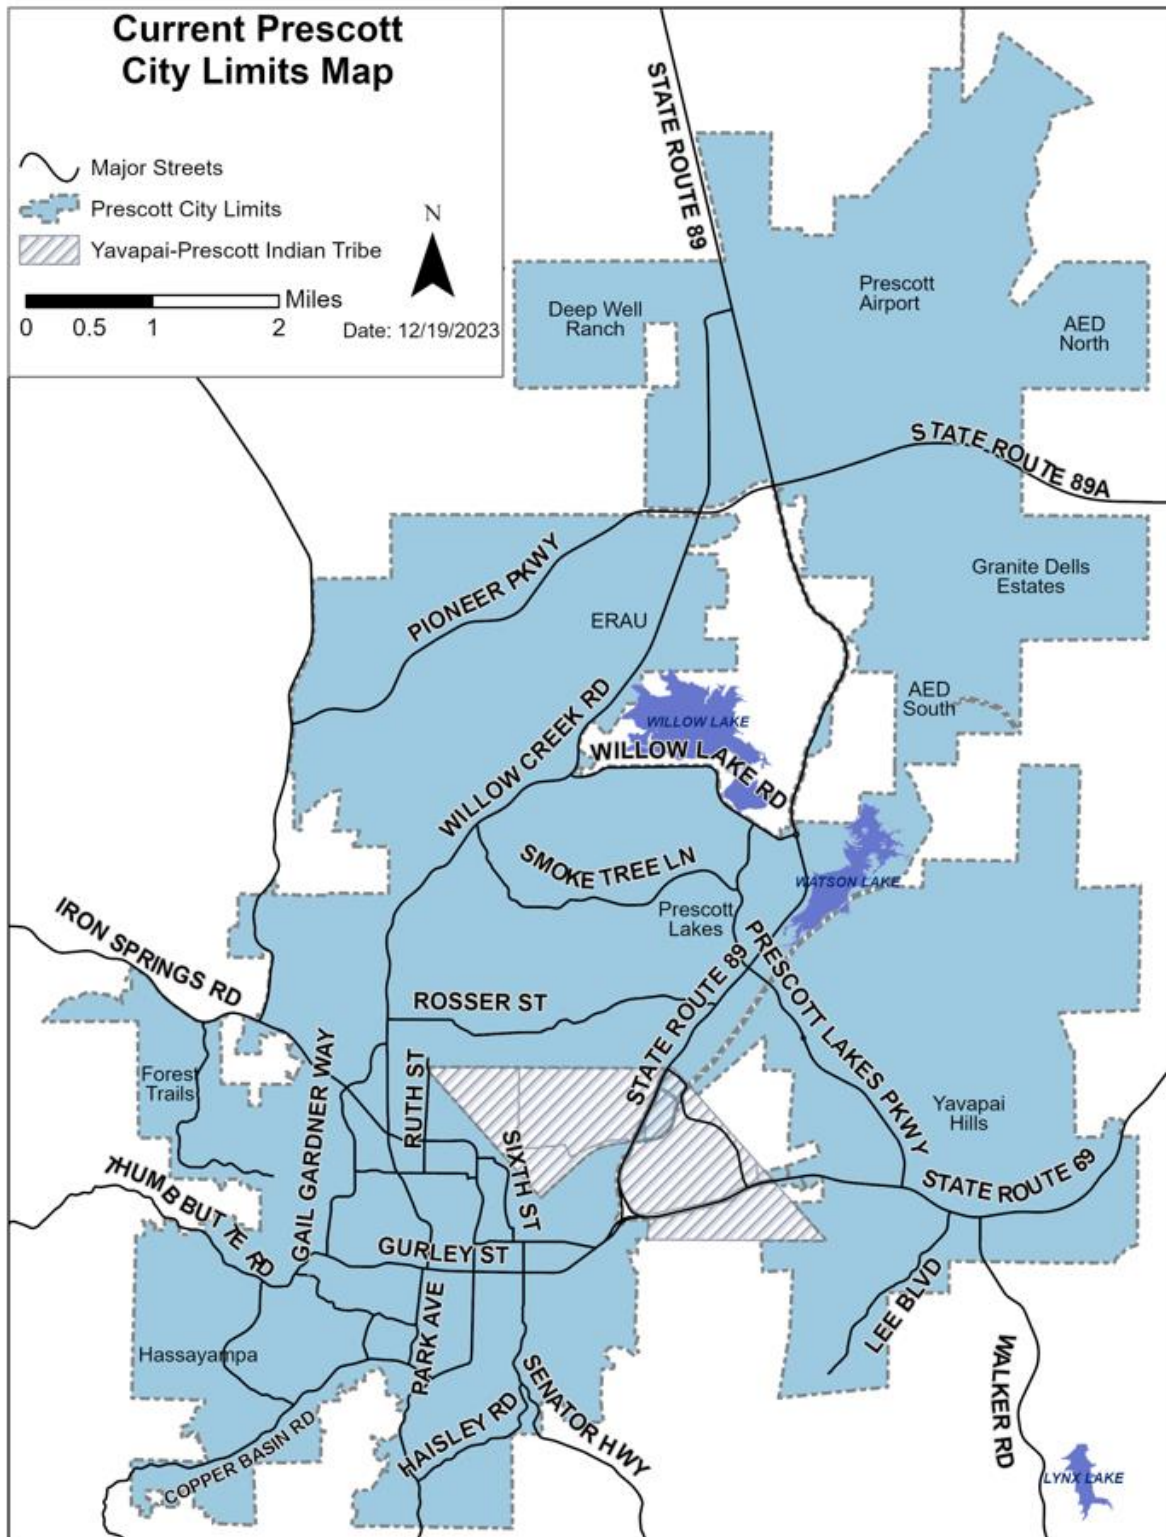 Current Prescott
City Limits Map
Major Streets
Prescott City Limits
Yavapai-Prescott Indian Tribe
N
Miles
0 0.5 1 2
Date: 12/19/2023
STATE ROUTE 89
Prescott
Airport
Deep Well
Ranch
AED
North
STATE ROUTE 89A
PIONEER PKWY
Granite Dells
Estates
ERAU
AED
South
WILLOW CREEK RD
WILLOW LAKE
WILLOW LAKE RD
SMOKE TREE LN
WATSON LAKE
Prescott
Lakes
IRON SPRINGS RD
PRESCOTT LAKES PKWY
ROSSER ST
STATE ROUTE 89
GAIL GARDNER WAY
RUTH ST
Forest
Trails
Yavapai
Hills
SIXTH ST
STATE ROUTE 69
THUMB BUTTE RD
GURLEY ST
PARK AVE
LEE BLVD
Hassayampa
SENATOR HWY
WALKER RD
HAISLEY RD
COPPER BASIN RD
LYNX LAKE